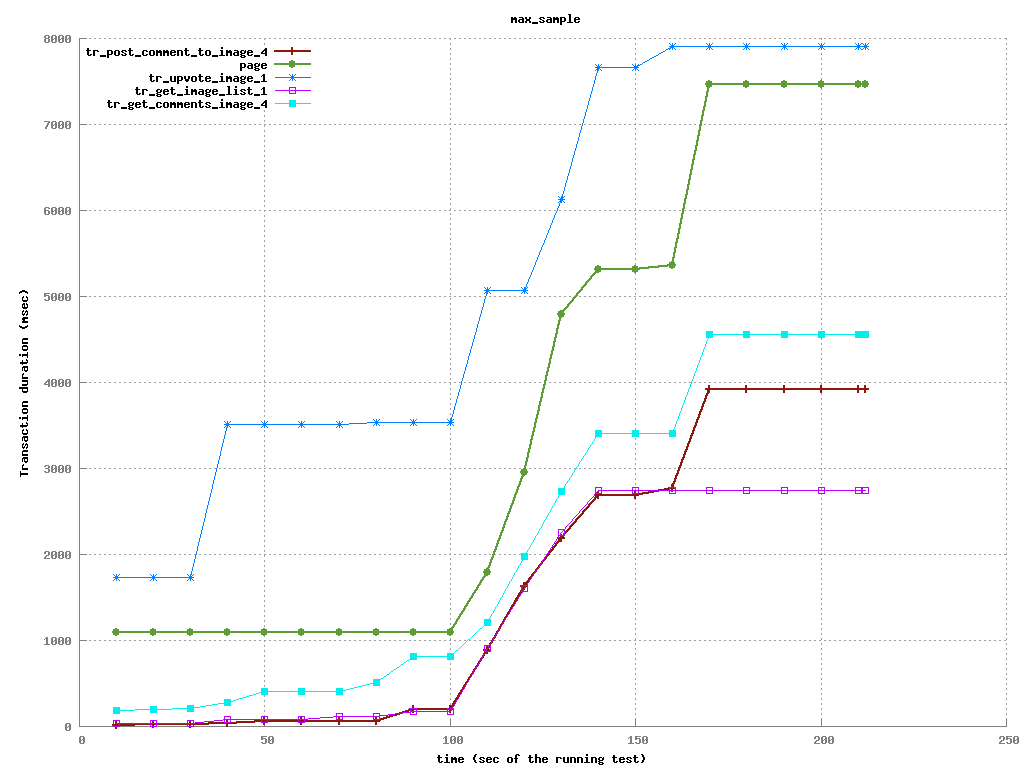 max_sample
8000
7000
6000
5000
4000
3000
2000
1000
0
tr_post_comment_to_image_4
page
tr_upvote_image_1
tr_get_image_list_1
tr_get_comments_image_4
Transaction duration (msec)
0 50 100 150 200 250
time (sec of the running test)